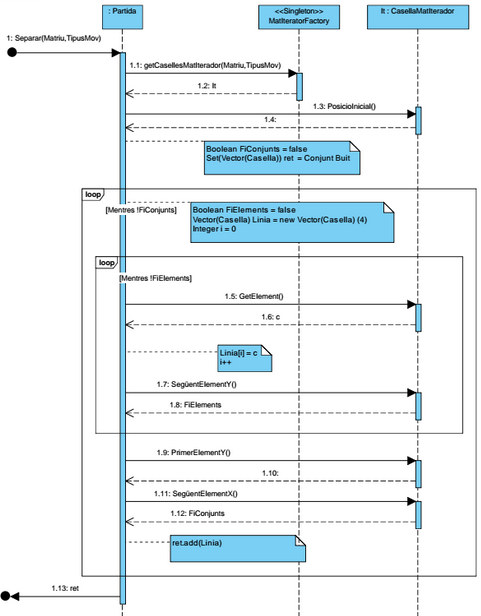 : Partida
<<Singleton>>
MatIteratorFactory
It : CasellaMatIterador
1: Separar(Matriu,TipusMov)
1.1: getCasellesMatIterador(Matriu,TipusMov)
1.2: It
1.3: PosicioInicial()
1.4:
Boolean FiConjunts = false
Set(Vector(Casella)) ret = Conjunt Buit
loop
[Mentres !FiConjunts]
Boolean FiElements = false
Vector(Casella) Linia = new Vector(Casella) (4)
Integer i = 0
loop
[Mentres !FiElements]
1.5: GetElement()
1.6: c
Linia[i] = c
i++
1.7: SegüentElementY()
1.8: FiElements
1.9: PrimerElementY()
1.10:
1.11: SegüentElementX()
1.12: FiConjunts
ret.add(Linia)
1.13: ret